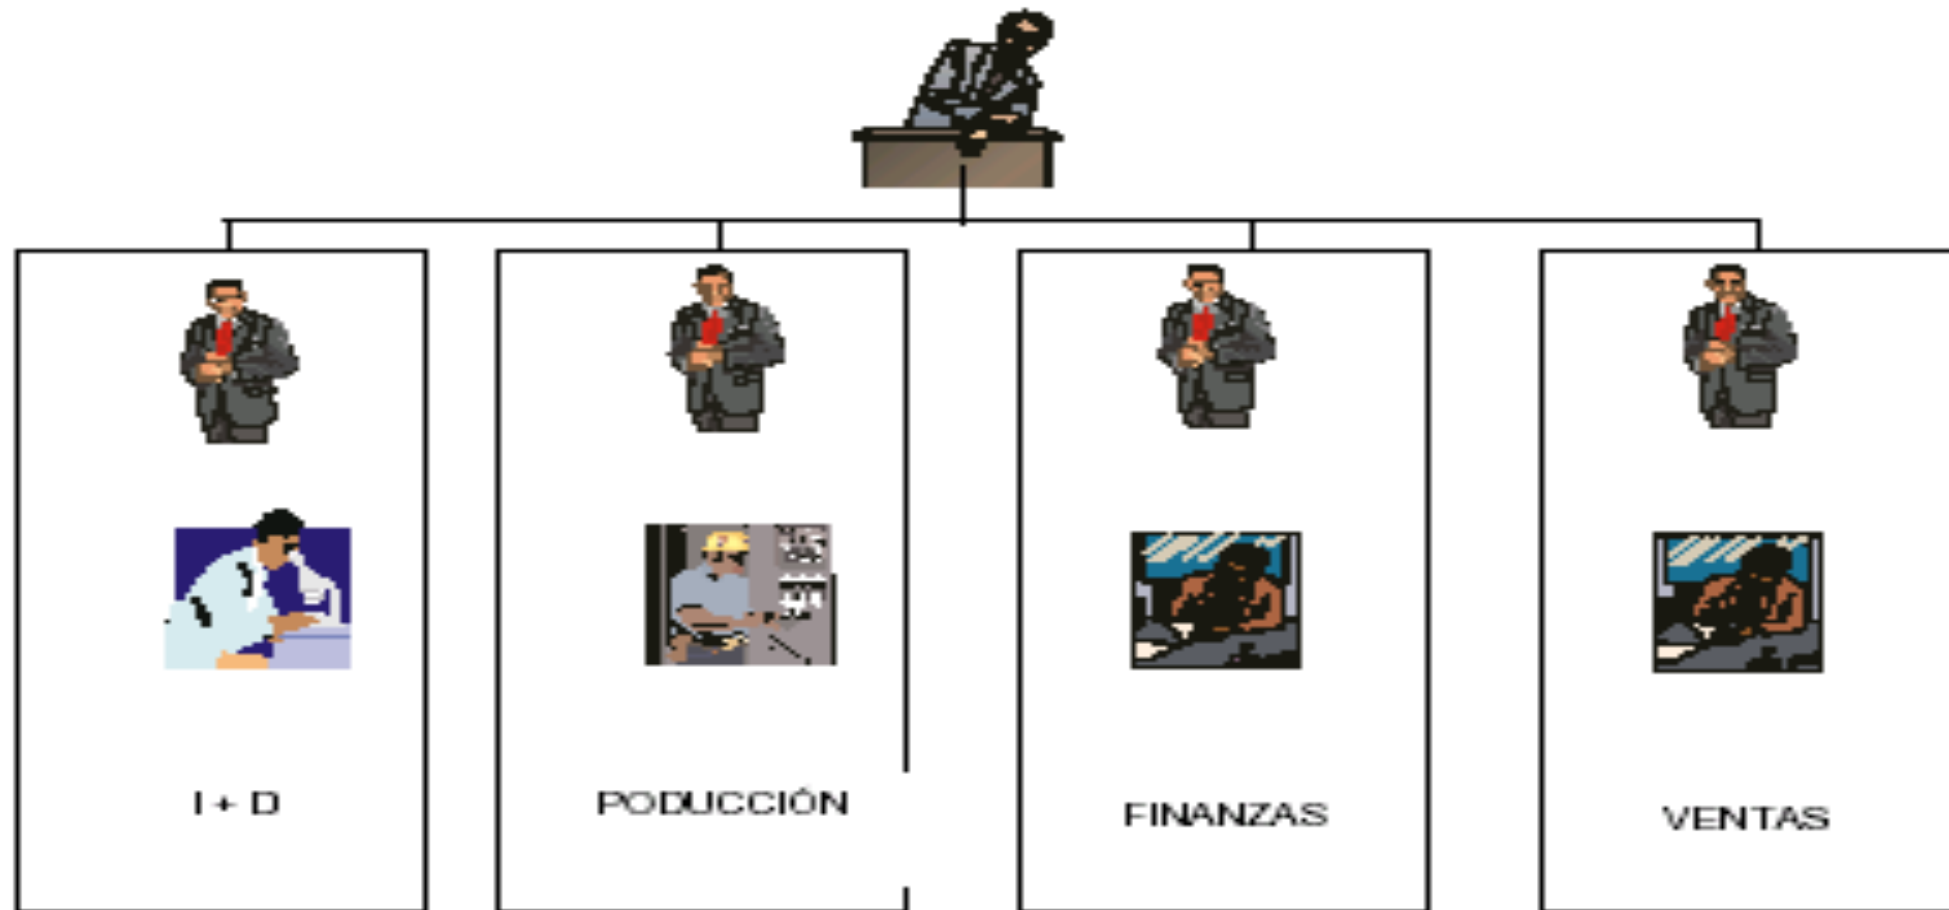 I + D
PODUCCIÓN
FINANZAS
VENTAS